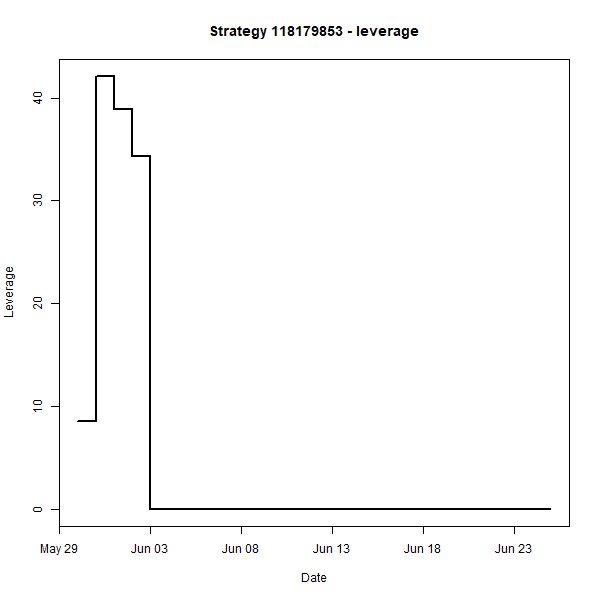 Strategy 118179853 - leverage
Leverage
40
30
20
10
0
May 29
Jun 03
Jun 08
Jun 13
Jun 18
Jun 23
Date